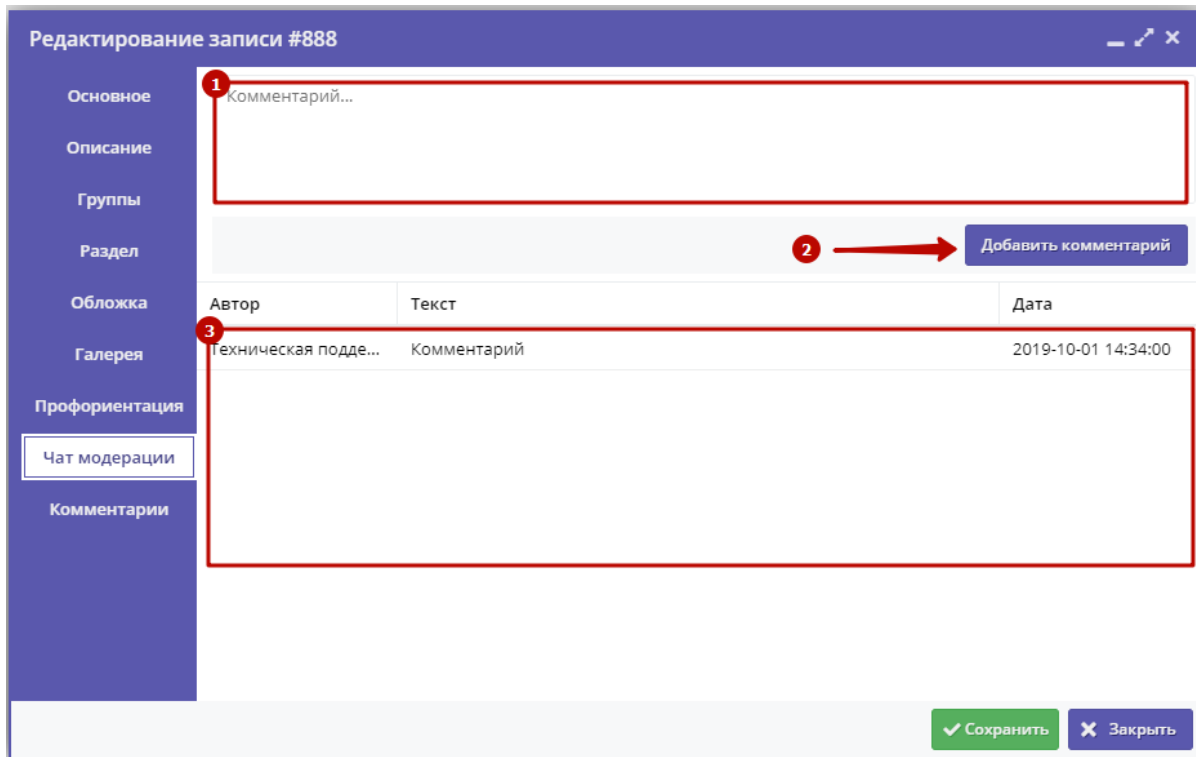 Редактирование записи #888
Основное
Описание
Группы
Раздел
Обложка
Галерея
Профориентация
Чат модерации
Комментарии
1
Комментарий...
2
Добавить комментарий
Автор Текст Дата
3
Техническая подде... Комментарий 2019-10-01 14:34:00
Сохранить Закрыть